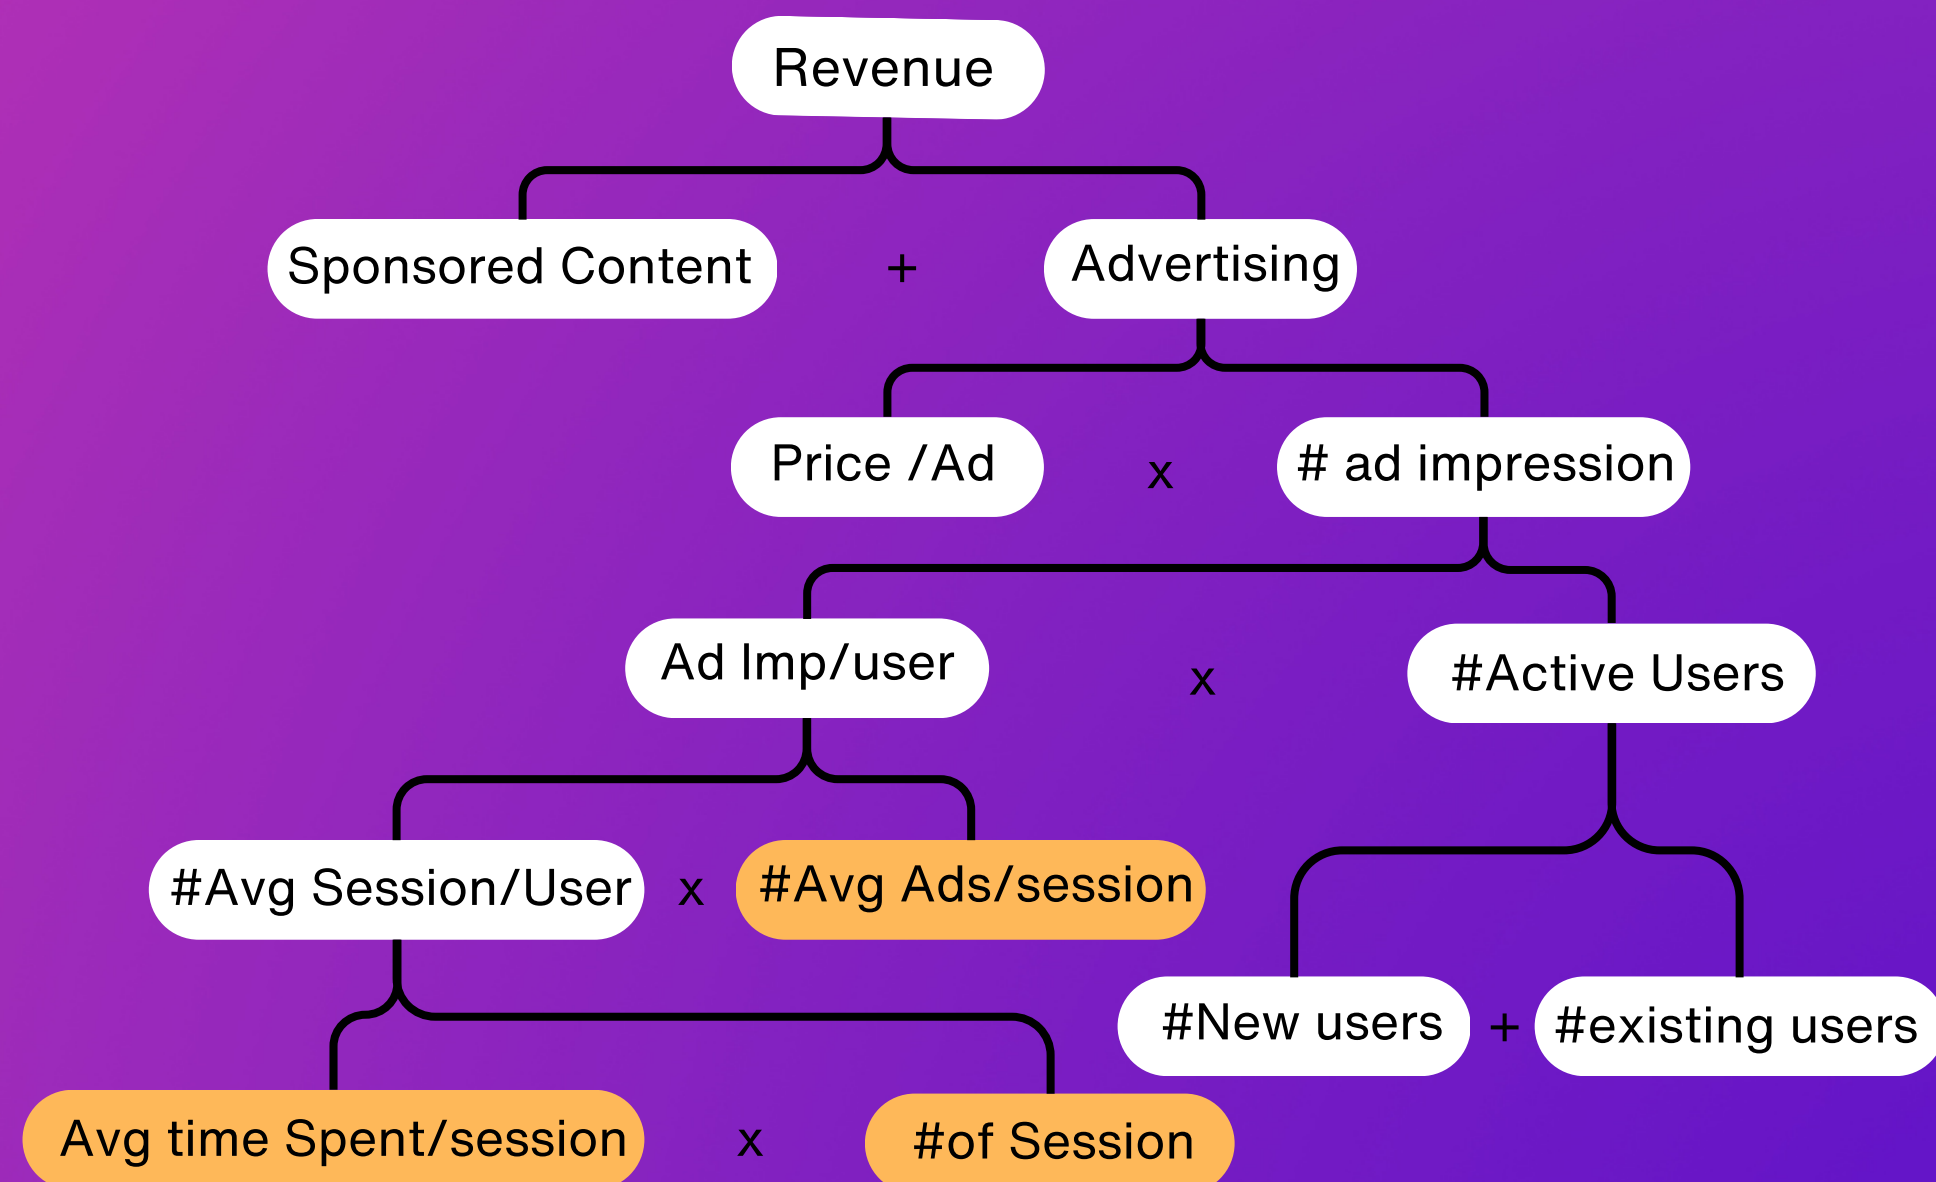 Revenue
Sponsored Content + Advertising
Price /Ad x # ad impression
Ad Imp/user x #Active Users
#Avg Session/User x #Avg Ads/session
#New users + #existing users
Avg time Spent/session x #of Session